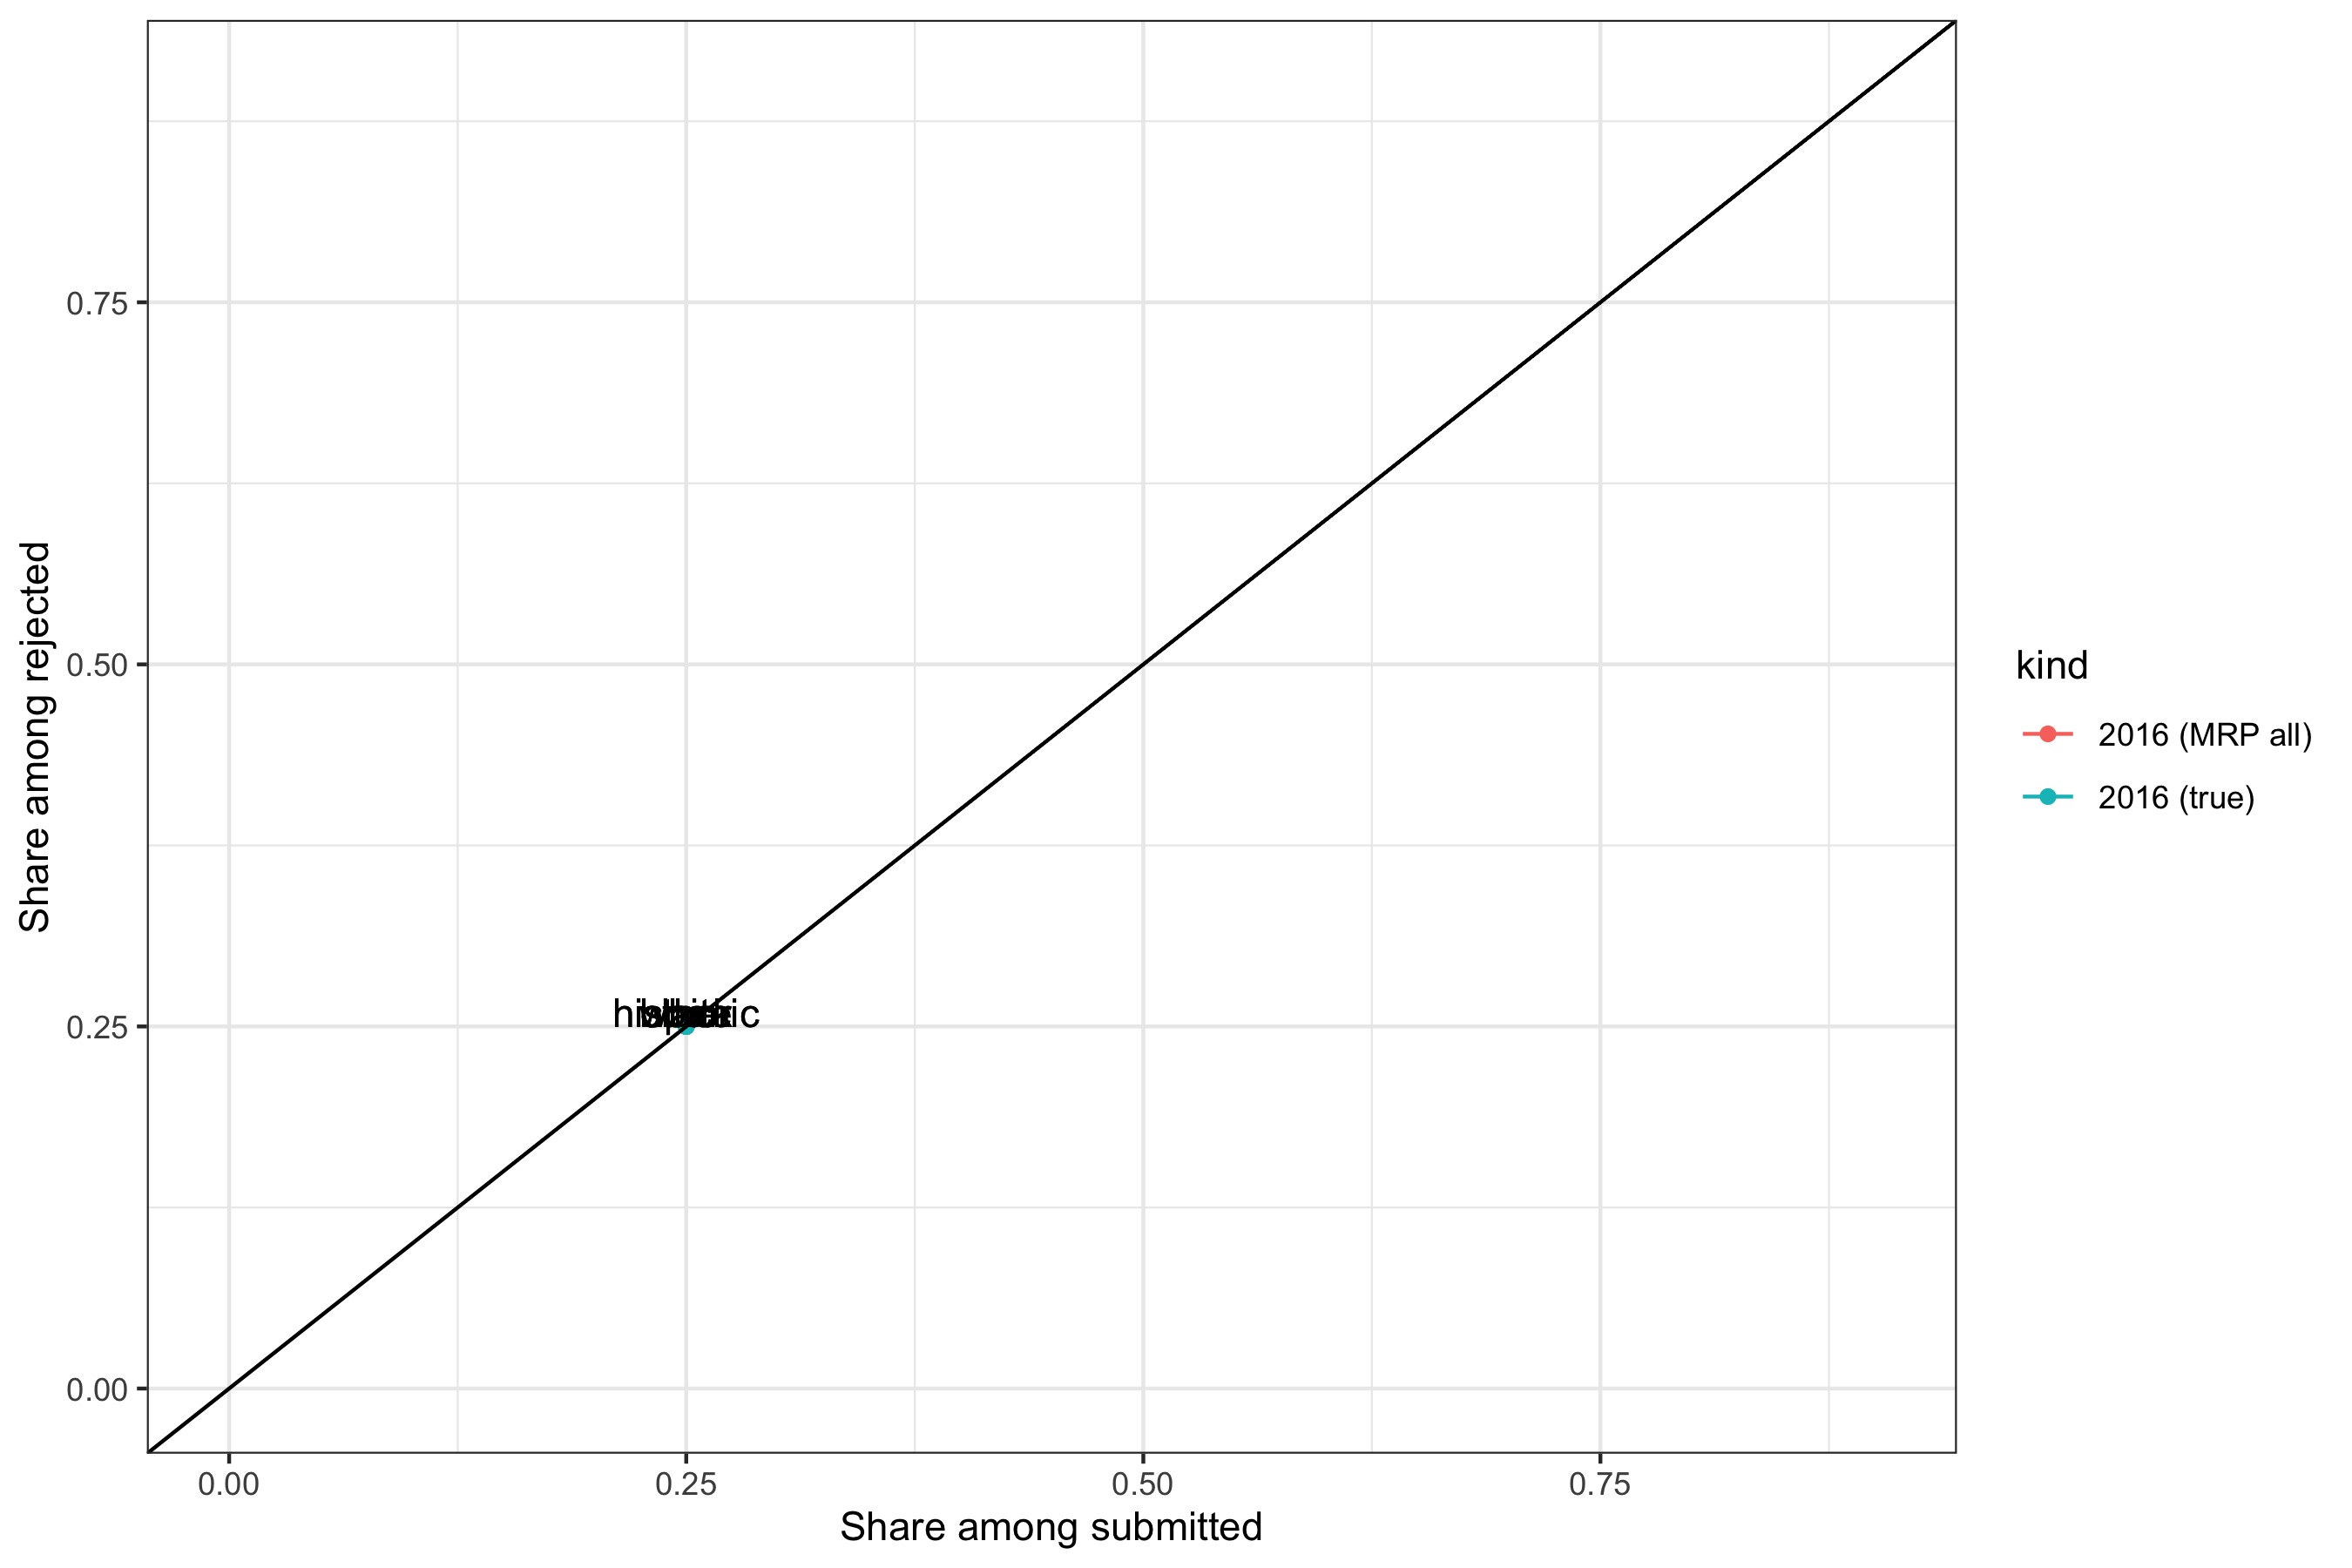 0.75
0.50
0.25
0.00
Share among rejected
0.00 0.25 0.50 0.75
Share among submitted
kind
2016 (MRP all)
2016 (true)